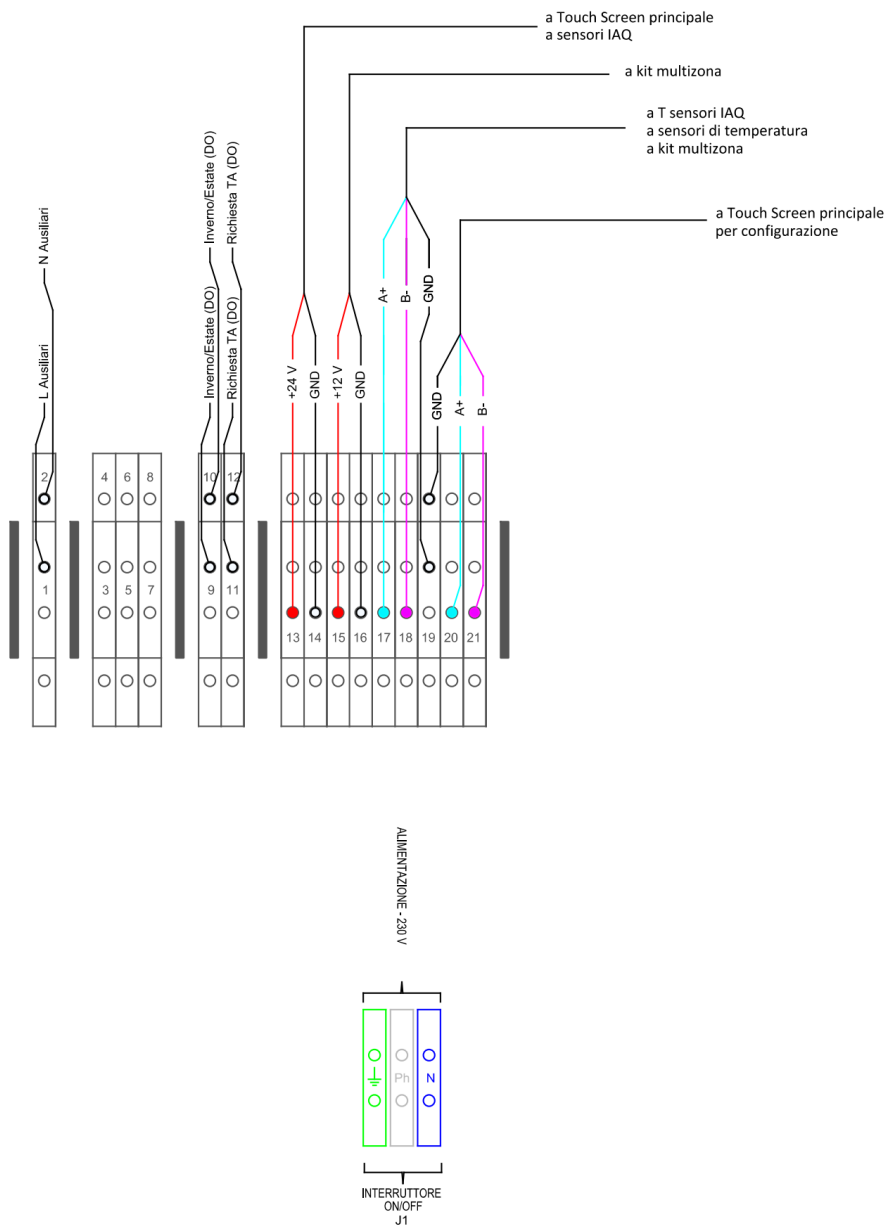 a Touch Screen principale
a sensori IAQ
a kit multizona
a T sensori IAQ
a sensori di temperatura
a kit multizona
a Touch Screen principale
per configurazione
N Ausiliari
L Ausiliari
Inverno/Estate (DO)
Richiesta TA (DO)
Inverno/Estate (DO)
Richiesta TA (DO)
+24 V
GND
+12 V
GND
A+
B-
GND
GND
A+
B-
2
4
6
8
10
12
1
3
5
7
9
11
13
14
15
16
17
18
19
20
21
ALIMENTAZIONE - 230 V
Ph
N
INTERRUTTORE
ON/OFF
J1